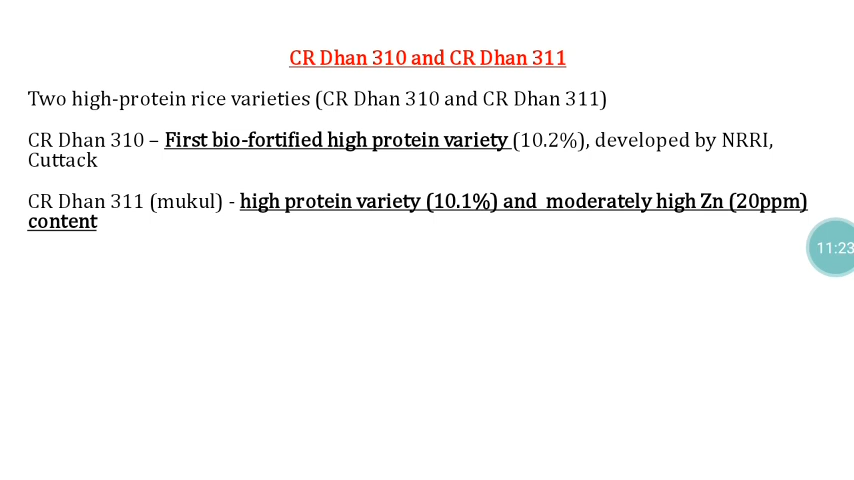 CR Dhan 310 and CR Dhan 311
Two high-protein rice varieties (CR Dhan 310 and CR Dhan 311)
CR Dhan 310 – First bio-fortified high protein variety (10.2%), developed by NRRI,
Cuttack
CR Dhan 311 (mukul) - high protein variety (10.1%) and  moderately high Zn (20ppm)
content
11:23